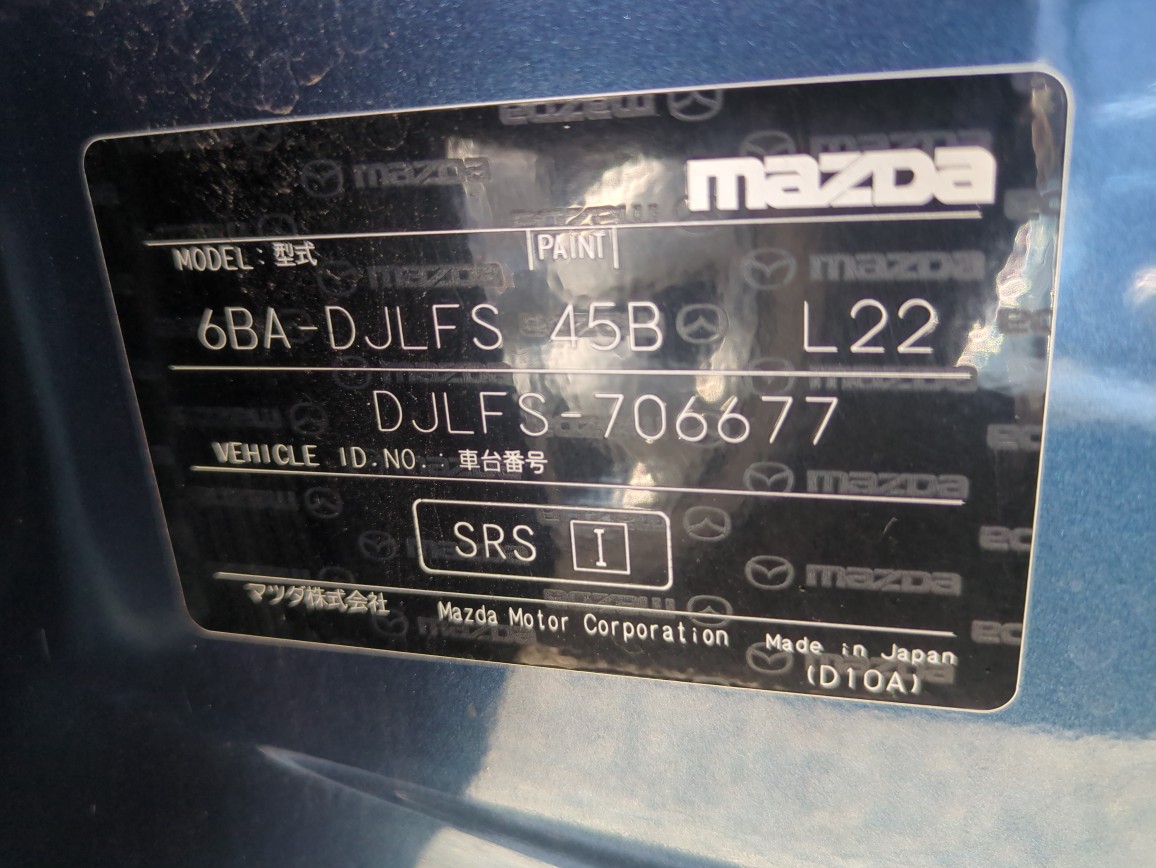 mazda
MODEL : 型式
PAINT
6BA-DJLFS 45B L22
DJLFS-706677
VEHICLE ID.NO. : 車台番号
SRS I
マツダ株式会社 Mazda Motor Corporation Made in Japan
(D10A)